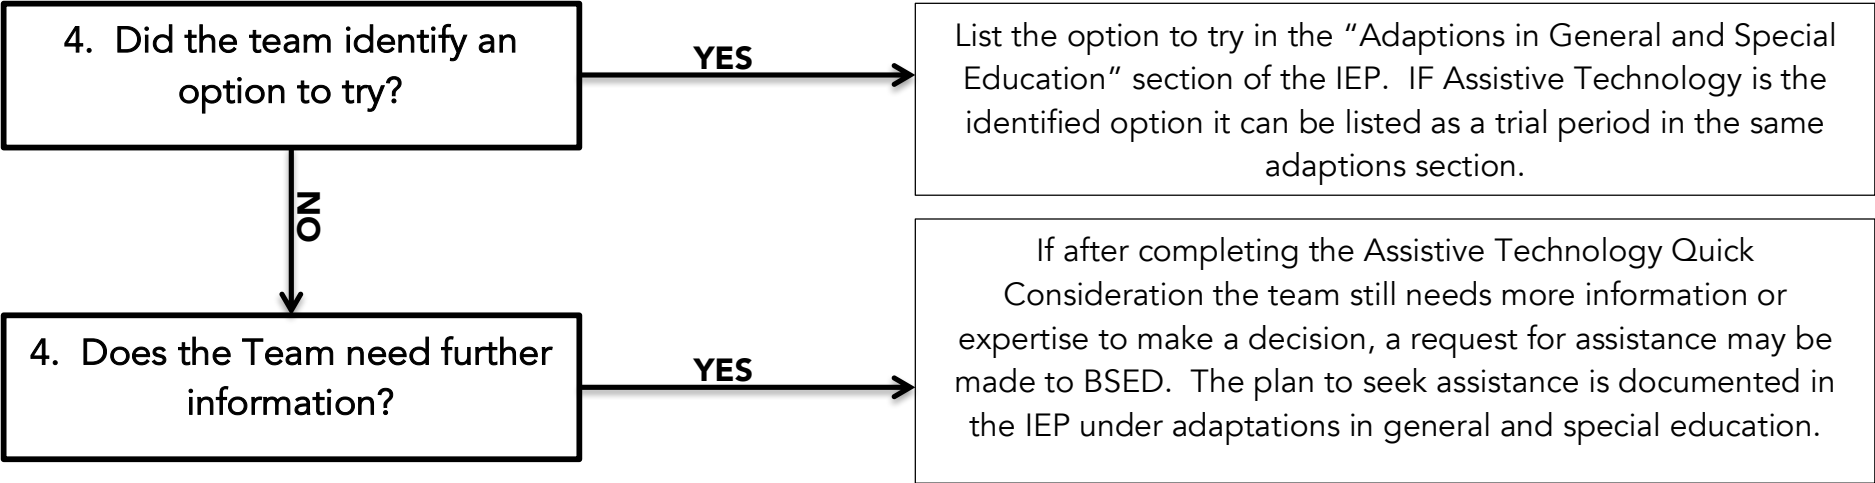 4. Did the team identify an
option to try?
YES
List the option to try in the “Adaptions in General and Special
Education” section of the IEP. IF Assistive Technology is the
identified option it can be listed as a trial period in the same
adaptions section.
NO
4. Does the Team need further
information?
YES
If after completing the Assistive Technology Quick
Consideration the team still needs more information or
expertise to make a decision, a request for assistance may be
made to BSED. The plan to seek assistance is documented in
the IEP under adaptations in general and special education.